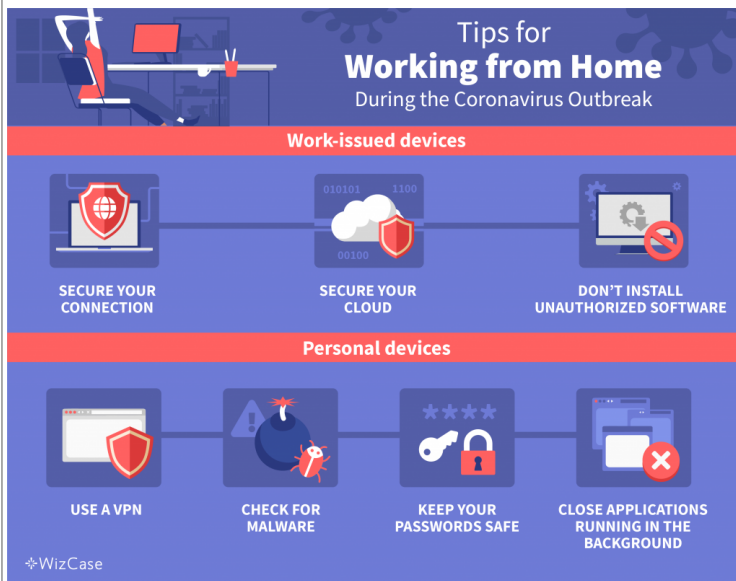 Tips for
Working from Home
During the Coronavirus Outbreak
Work-issued devices
010101 1100
00100
SECURE YOUR
CONNECTION
SECURE YOUR
CLOUD
DON'T INSTALL
UNAUTHORIZED SOFTWARE
Personal devices
****
USE A VPN
CHECK FOR
MALWARE
KEEP YOUR
PASSWORDS SAFE
CLOSE APPLICATIONS
RUNNING IN THE
BACKGROUND
WizCase